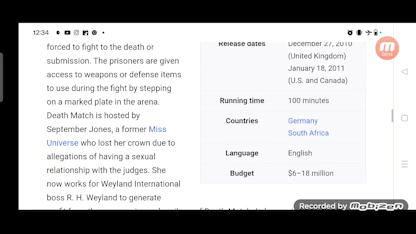 12:34
forced to fight to the death or
submission. The prisoners are given
access to weapons or defense items
to use during the fight by stepping
on a marked plate in the arena.
Death Match is hosted by
September Jones, a former Miss
Universe who lost her crown due to
allegations of having a sexual
relationship with the judges. She
now works for Weyland International
boss R. H. Weyland to generate
Release dates December 27, 2010
(United Kingdom)
January 18, 2011
(U.S. and Canada)
Running time 100 minutes
Countries Germany
South Africa
Language English
Budget $6–18 million
Recorded by Mobizen